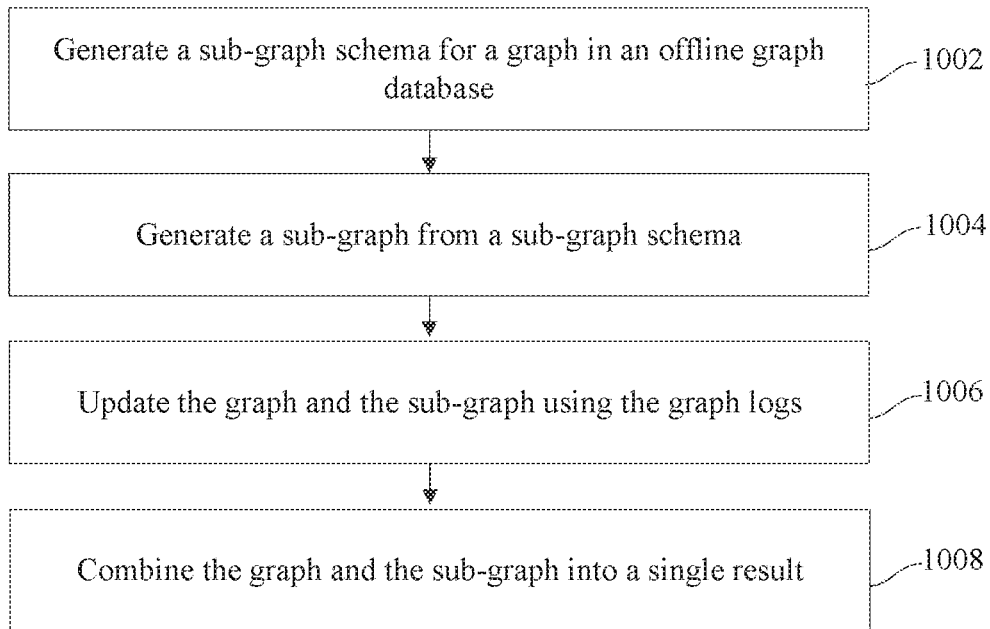 Generate a sub-graph schema for a graph in an offline graph
database
1002
Generate a sub-graph from a sub-graph schema
1004
Update the graph and the sub-graph using the graph logs
1006
Combine the graph and the sub-graph into a single result
1008